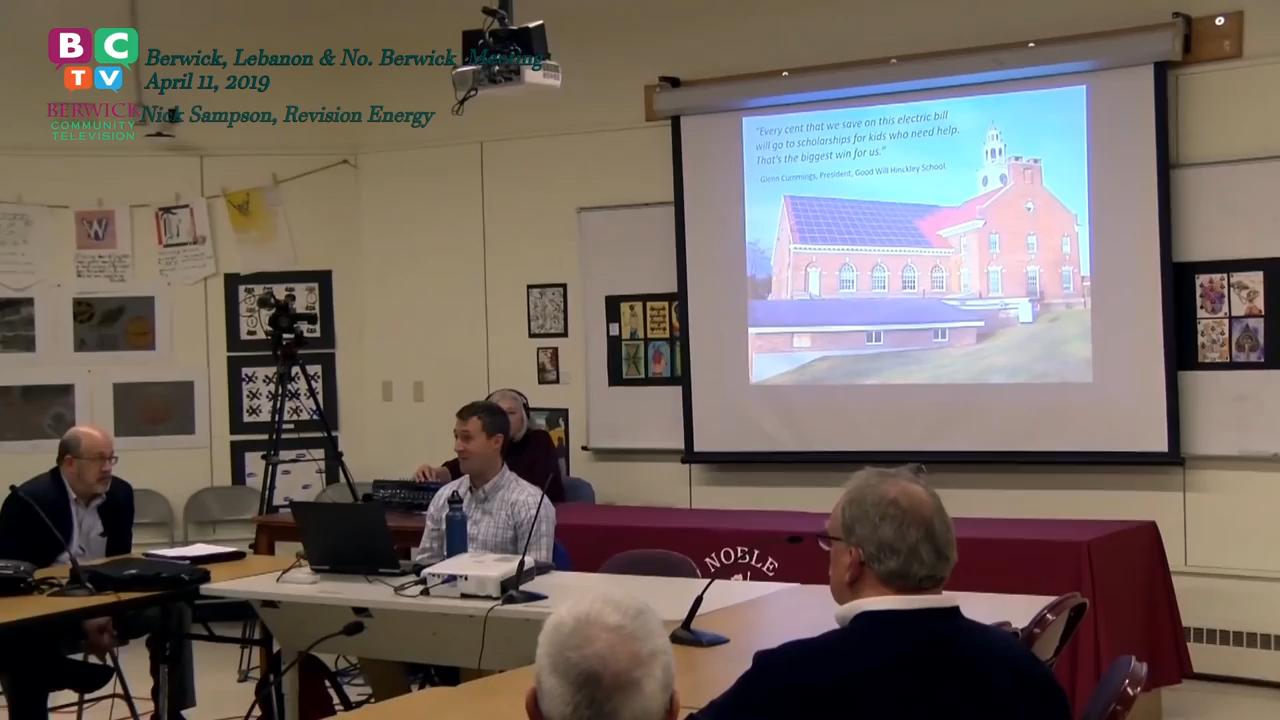 B C
TV
BERWICK
COMMUNITY
TELEVISION
Berwick, Lebanon & No. Berwick Meeting
April 11, 2019
Nick Sampson, Revision Energy
"Every cent that we save on this electric bill
will go to scholarships for kids who need help.
That's the biggest win for us."
Glenn Cummings, President, Good Will Hinckley School.
W
NOBLE